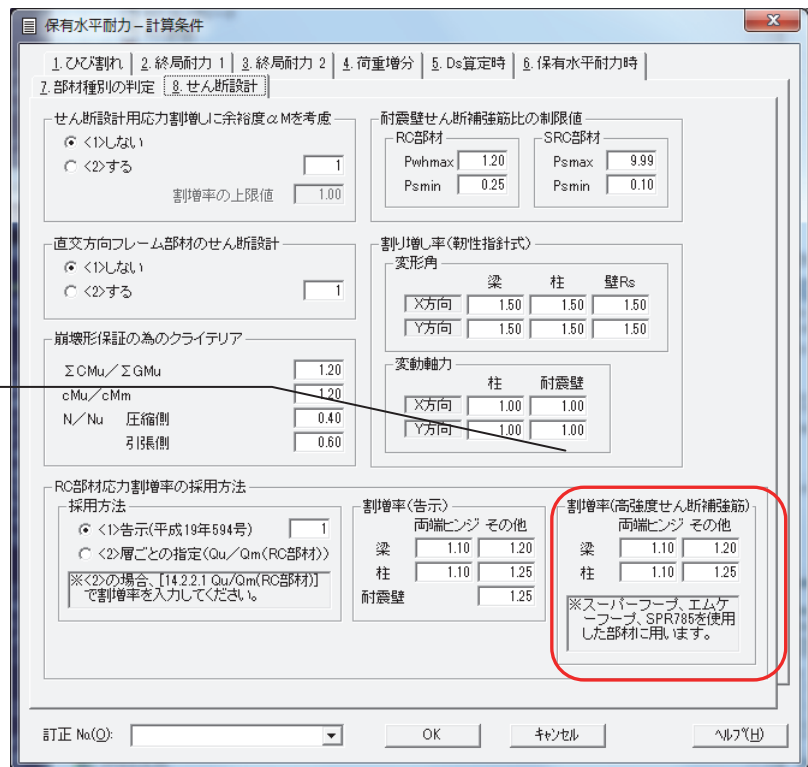 保有水平耐力－計算条件
1.ひび割れ 2.終局耐力 1 3.終局耐力 2 4.荷重増分 5.Ds算定時 6.保有水平耐力時
7.部材種別の判定 8.せん断設計
せん断設計用応力割増しに余裕度αMを考慮
<1>しない
<2>する 1
割増率の上限値 1.00
耐震壁せん断補強筋比の制限値
RC部材 SRC部材
Pwhmax 1.20 Psmax 9.99
Psmin 0.25 Psmin 0.10
直交方向フレーム部材のせん断設計
<1>しない
<2>する 1
割り増し率(靭性指針式)
変形角
梁 柱 壁Rs
X方向 1.50 1.50 1.50
Y方向 1.50 1.50 1.50
崩壊形保証の為のクライテリア
ΣCMu／ΣGMu 1.20
cMu／cMm 1.20
N／Nu 圧縮側 0.40
引張側 0.60
変動軸力
柱 耐震壁
X方向 1.00 1.00
Y方向 1.00 1.00
RC部材応力割増率の採用方法
採用方法
<1>告示(平成19年594号) 1
<2>層ごとの指定(Qu／Qm(RC部材))
※<2>の場合、[14.2.2.1 Qu/Qm(RC部材)]
で割増率を入力してください。
割増率(告示)
両端ヒンジ その他
梁 1.10 1.20
柱 1.10 1.25
耐震壁 1.25
割増率(高強度せん断補強筋)
両端ヒンジ その他
梁 1.10 1.20
柱 1.10 1.25
※スーパーフープ、エムケ
ーフープ、SPR785を使用
した部材に用います。
訂正 No.(O): OK キャンセル ヘルプ(H)